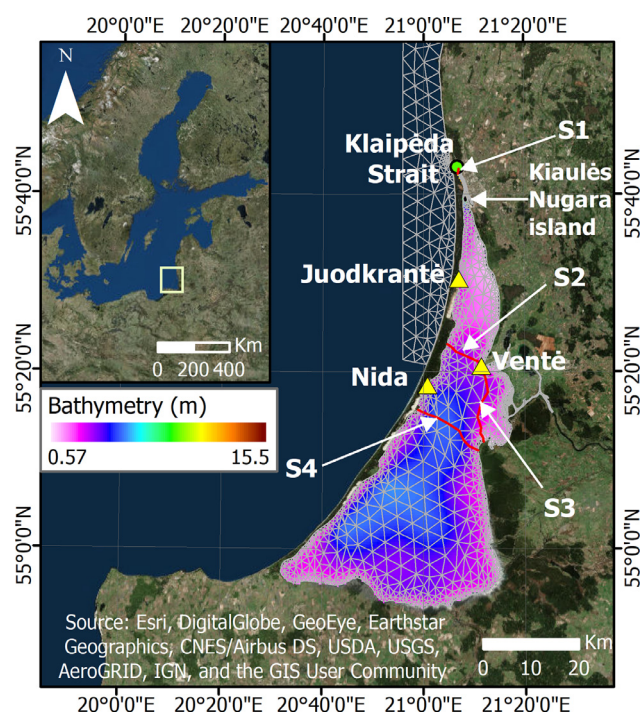 20°0'0"E 20°20'0"E 20°40'0"E 21°0'0"E 21°20'0"E
N
S1
Klaipėda
Strait
Kiaulės
Nugara
island
55°40'0"N
55°40'0"N
Juodkrantė
S2
Km
0 200 400
Ventė
55°20'0"N
55°20'0"N
Nida
Bathymetry (m)
0.57 15.5
S4
S3
55°0'0"N
55°0'0"N
Source: Esri, DigitalGlobe, GeoEye, Earthstar
Geographics, CNES/Airbus DS, USDA, USGS,
AeroGRID, IGN, and the GIS User Community
Km
0 10 20
20°0'0"E 20°20'0"E 20°40'0"E 21°0'0"E 21°20'0"E